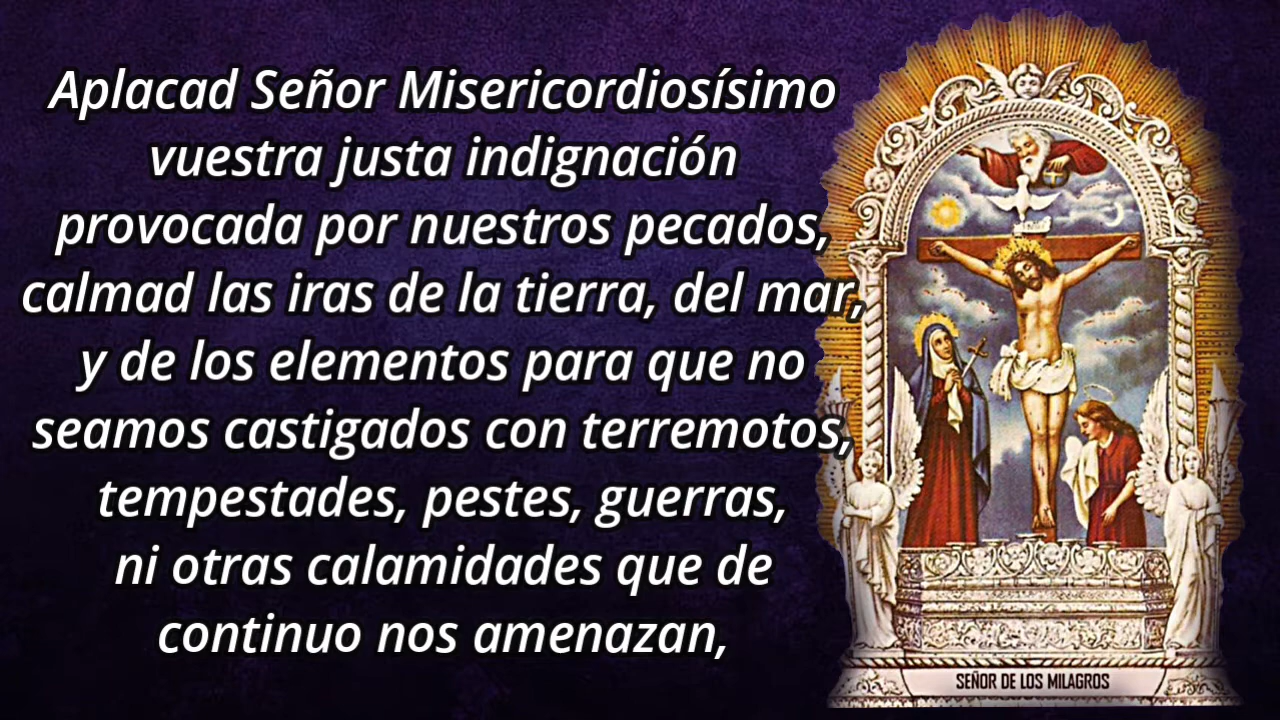 Aplacad Señor Misericordiosísimo
vuestra justa indignación
provocada por nuestros pecados,
calmad las iras de la tierra, del mar,
y de los elementos para que no
seamos castigados con terremotos,
tempestades, pestes, guerras,
ni otras calamidades que de
continuo nos amenazan,
SEÑOR DE LOS MILAGROS